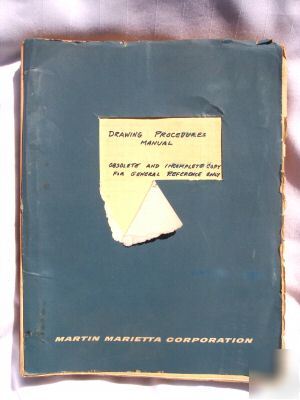 DRAWING PROCEDURES
MANUAL
OBSOLETE AND INCOMPLETE COPY
FOR GENERAL REFERENCE ONLY
MARTIN MARIETTA CORPORATION